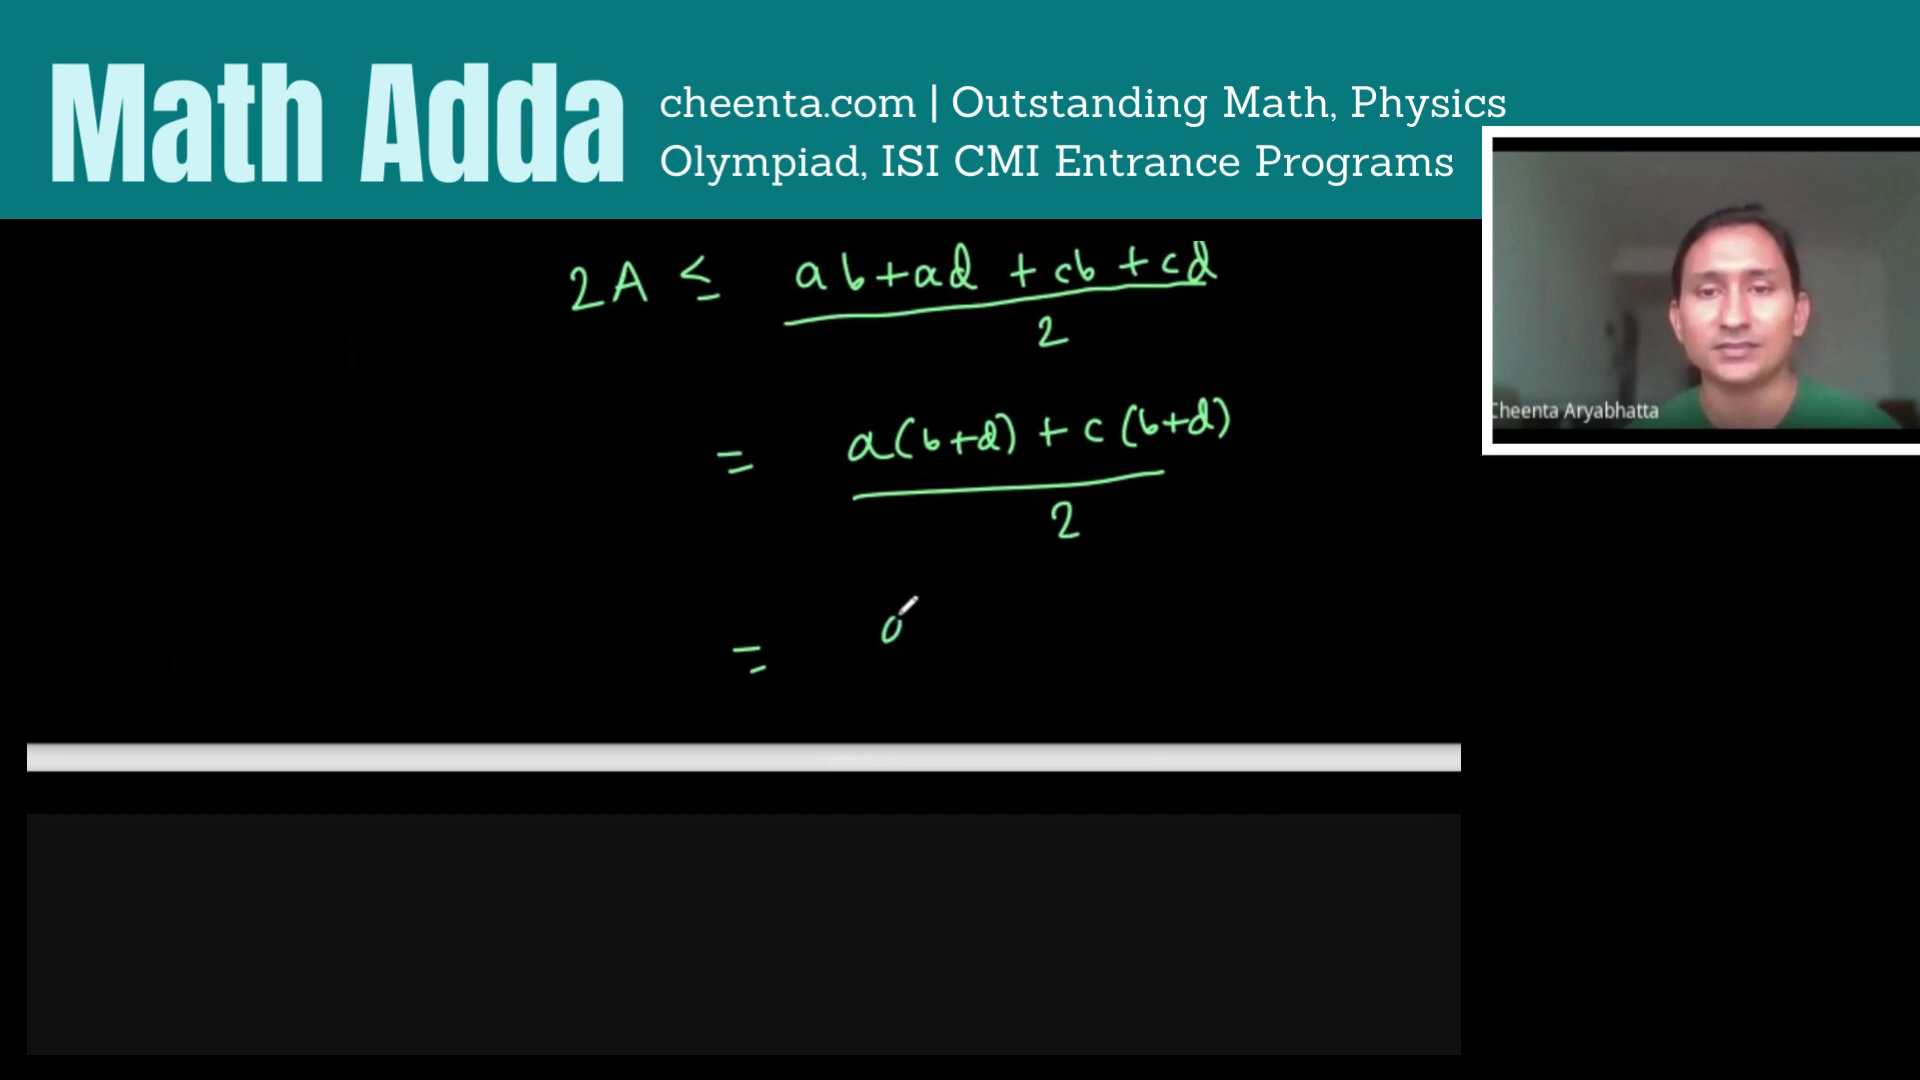 Math Adda
cheenta.com | Outstanding Math, Physics
Olympiad, ISI CMI Entrance Programs
Cheenta Aryabhatta
2A ≤ ab+ad + cb + cd
2
= a(b+d) + c (b+d)
2
=